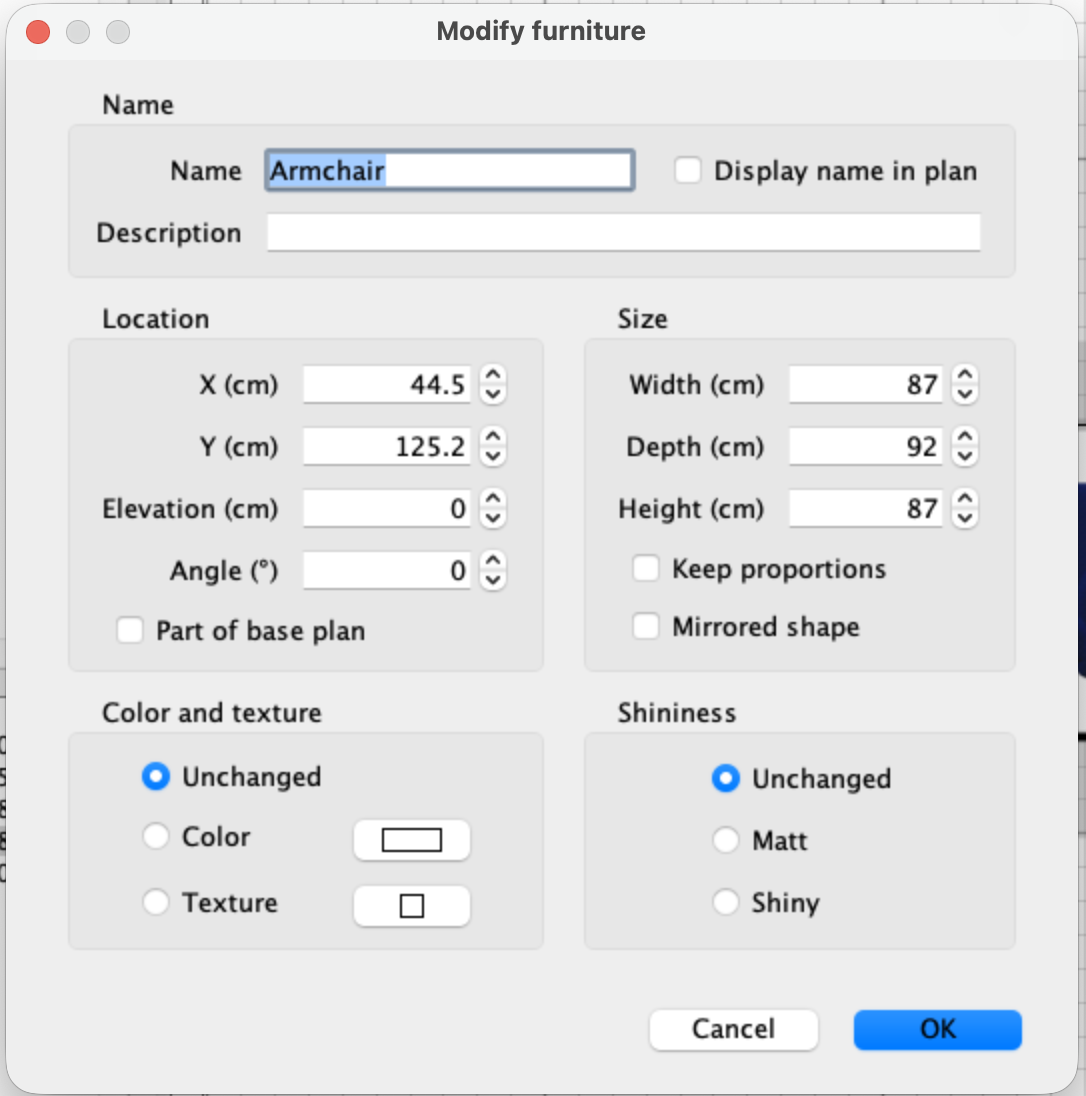 Modify furniture
Name
Name Armchair Display name in plan
Description
Location
X (cm) 44.5
Y (cm) 125.2
Elevation (cm) 0
Angle (°) 0
Part of base plan
Size
Width (cm) 87
Depth (cm) 92
Height (cm) 87
Keep proportions
Mirrored shape
Color and texture
Unchanged
Color
Texture
Shininess
Unchanged
Matt
Shiny
Cancel OK